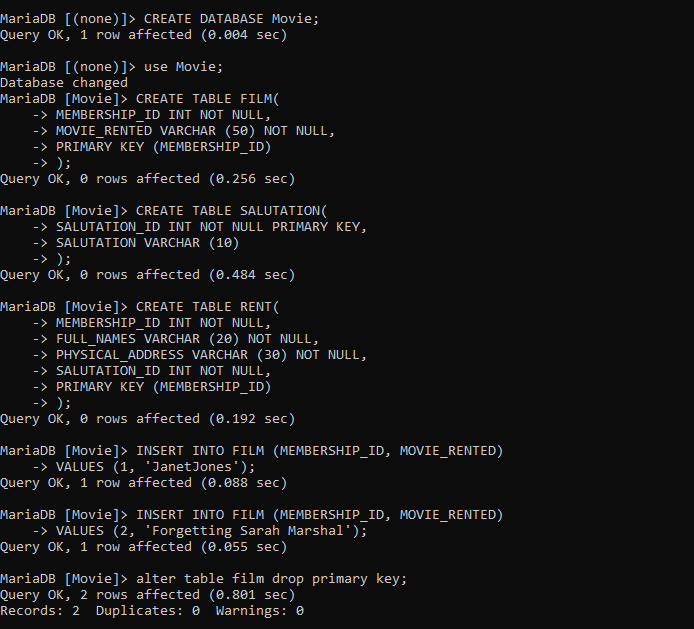 MariaDB [(none)]> CREATE DATABASE Movie;
Query OK, 1 row affected (0.004 sec)
MariaDB [(none)]> use Movie;
Database changed
MariaDB [Movie]> CREATE TABLE FILM(
    -> MEMBERSHIP_ID INT NOT NULL,
    -> MOVIE_RENTED VARCHAR (50) NOT NULL,
    -> PRIMARY KEY (MEMBERSHIP_ID)
    -> );
Query OK, 0 rows affected (0.256 sec)
MariaDB [Movie]> CREATE TABLE SALUTATION(
    -> SALUTATION_ID INT NOT NULL PRIMARY KEY,
    -> SALUTATION VARCHAR (10)
    -> );
Query OK, 0 rows affected (0.484 sec)
MariaDB [Movie]> CREATE TABLE RENT(
    -> MEMBERSHIP_ID INT NOT NULL,
    -> FULL_NAMES VARCHAR (20) NOT NULL,
    -> PHYSICAL_ADDRESS VARCHAR (30) NOT NULL,
    -> SALUTATION_ID INT NOT NULL,
    -> PRIMARY KEY (MEMBERSHIP_ID)
    -> );
Query OK, 0 rows affected (0.192 sec)
MariaDB [Movie]> INSERT INTO FILM (MEMBERSHIP_ID, MOVIE_RENTED)
    -> VALUES (1, 'JanetJones');
Query OK, 1 row affected (0.088 sec)
MariaDB [Movie]> INSERT INTO FILM (MEMBERSHIP_ID, MOVIE_RENTED)
    -> VALUES (2, 'Forgetting Sarah Marshal');
Query OK, 1 row affected (0.055 sec)
MariaDB [Movie]> alter table film drop primary key;
Query OK, 2 rows affected (0.801 sec)
Records: 2  Duplicates: 0  Warnings: 0